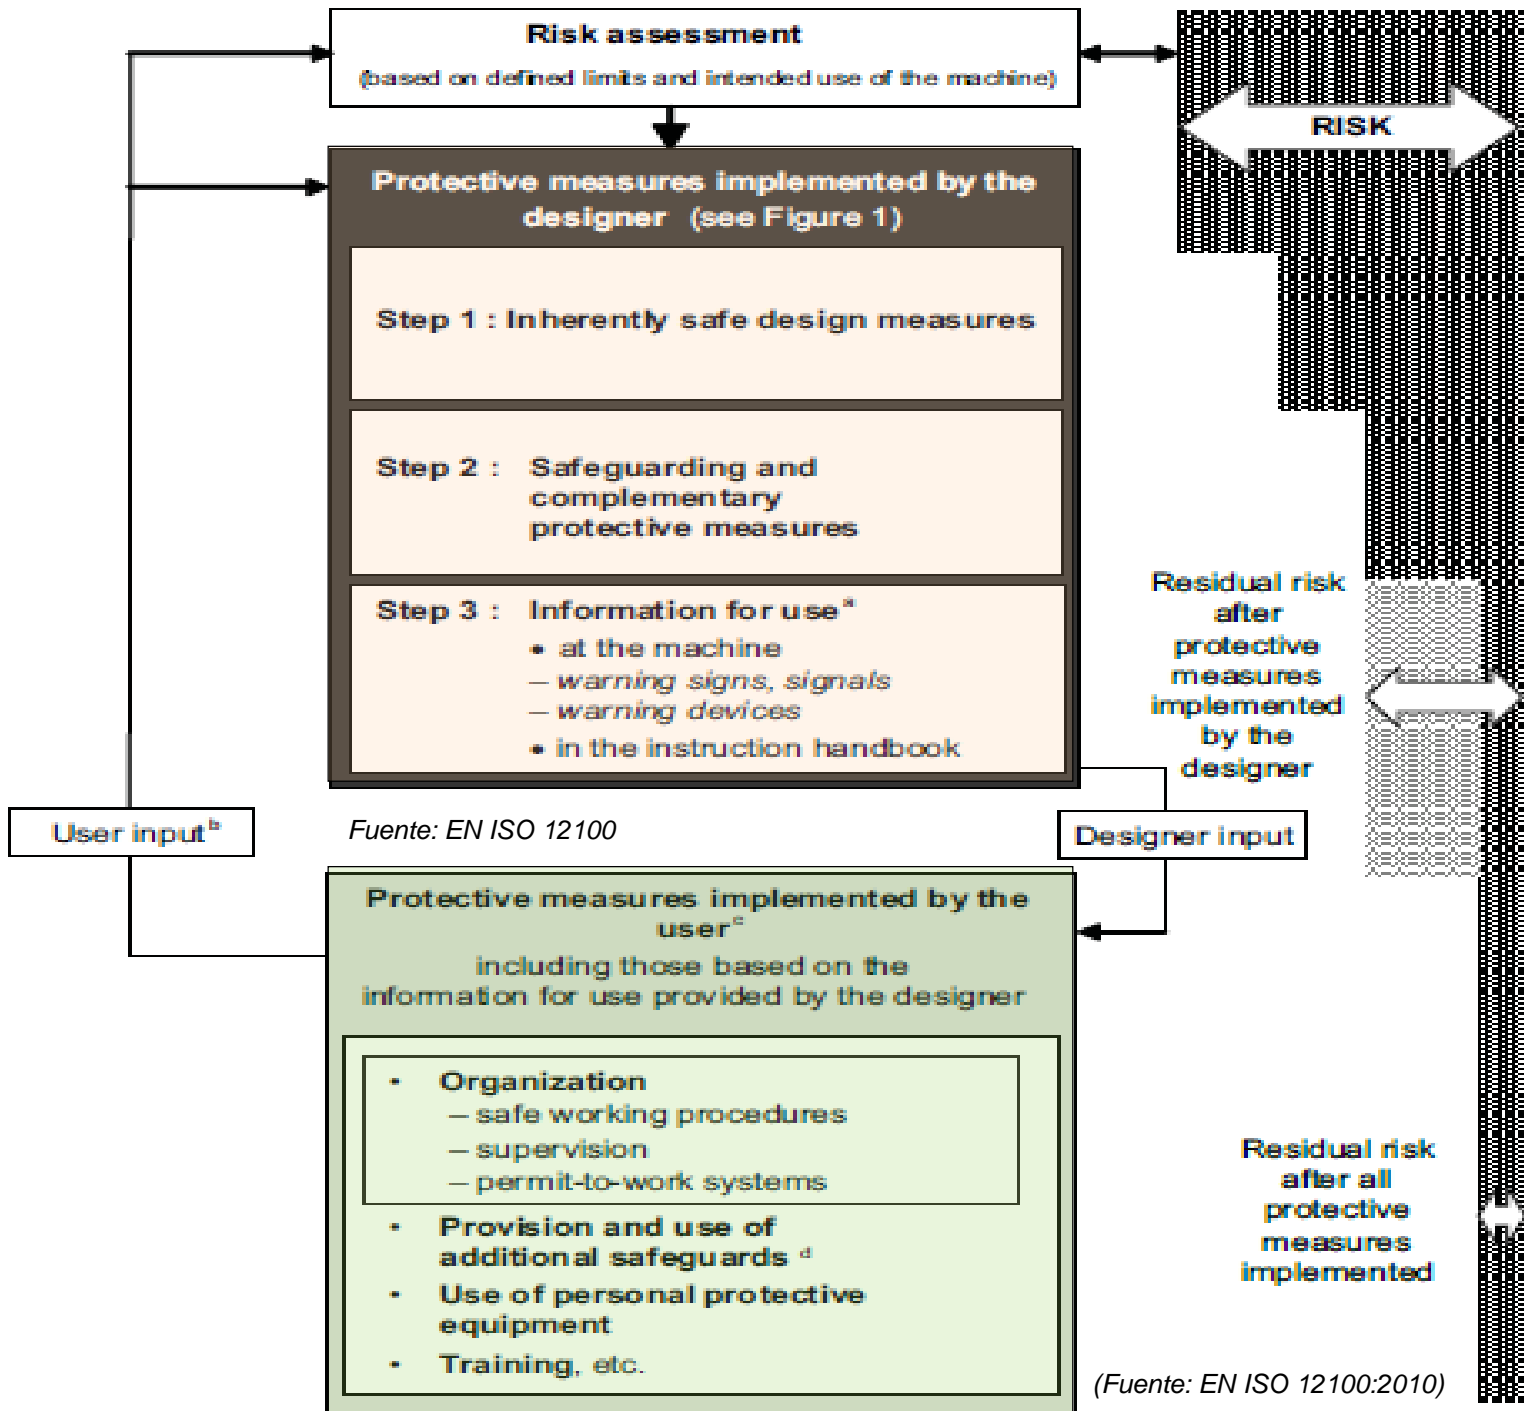 Risk assessment
(based on defined limits and intended use of the machine)
RISK
Protective measures implemented by the
designer (see Figure 1)
Step 1 : Inherently safe design measures
Step 2 : Safeguarding and
complementary
protective measures
Step 3 : Information for use a
• at the machine
– warning signs, signals
– warning devices
• in the instruction handbook
Residual risk
after
protective
measures
implemented
by the
designer
User input b
Fuente: EN ISO 12100
Designer input
Protective measures implemented by the
user c
including those based on the
information for use provided by the designer
• Organization
– safe working procedures
– supervision
– permit-to-work systems
• Provision and use of
additional safeguards d
• Use of personal protective
equipment
• Training, etc.
Residual risk
after all
protective
measures
implemented
(Fuente: EN ISO 12100:2010)